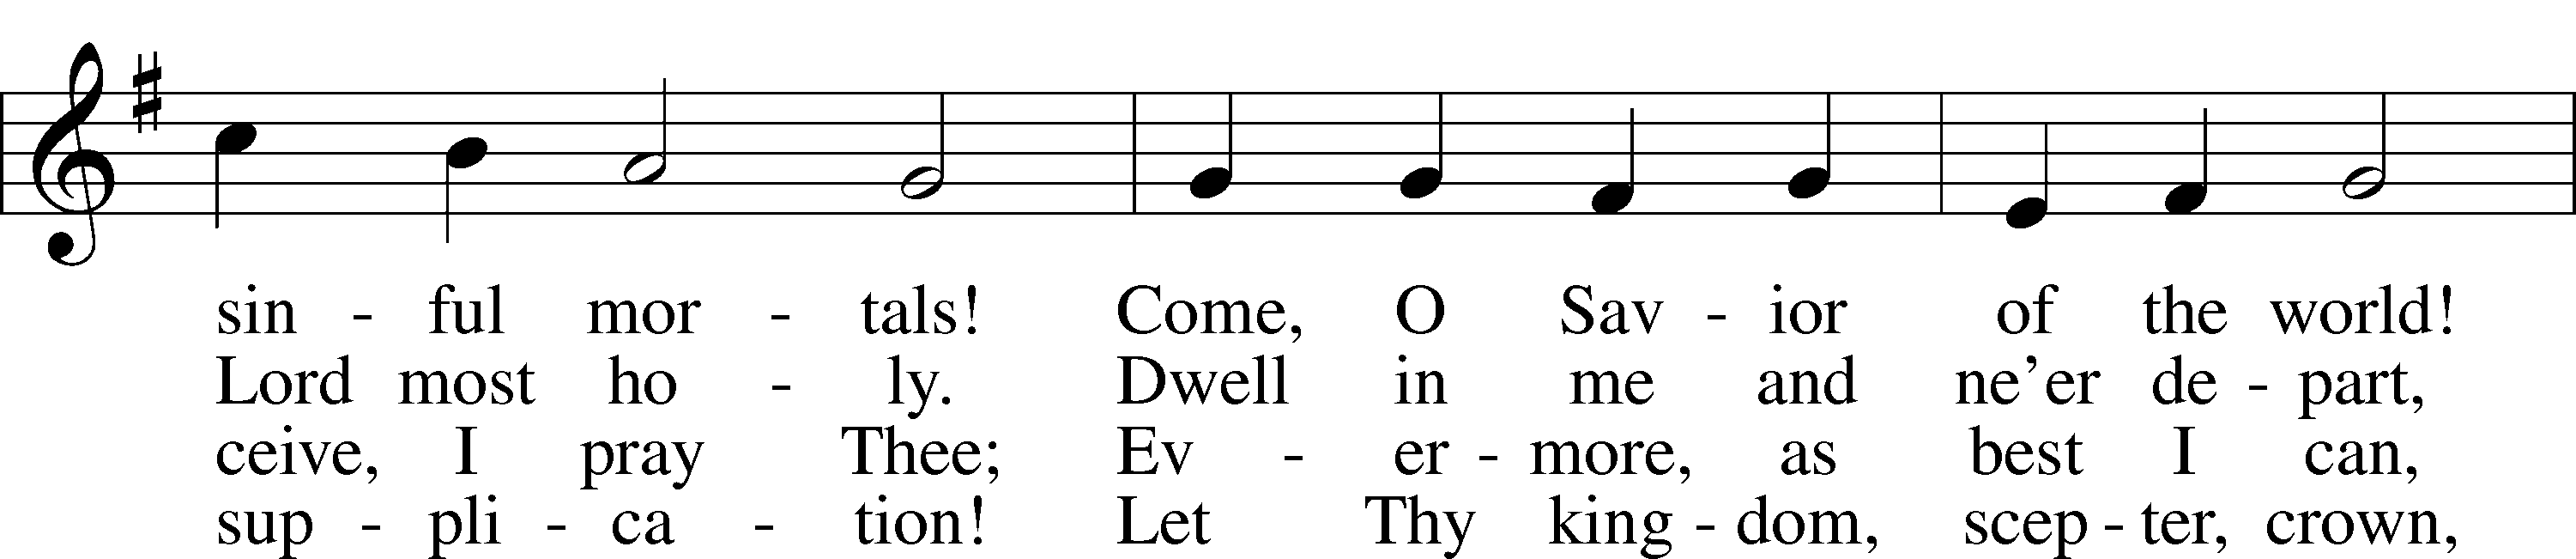 sin - ful mor - tals! Come, O Sav - ior of the world!
Lord most ho - ly. Dwell in me and ne’er de - part,
ceive, I pray Thee; Ev - er - more, as best I can,
sup - pli - ca - tion! Let Thy king - dom, scep - ter, crown,